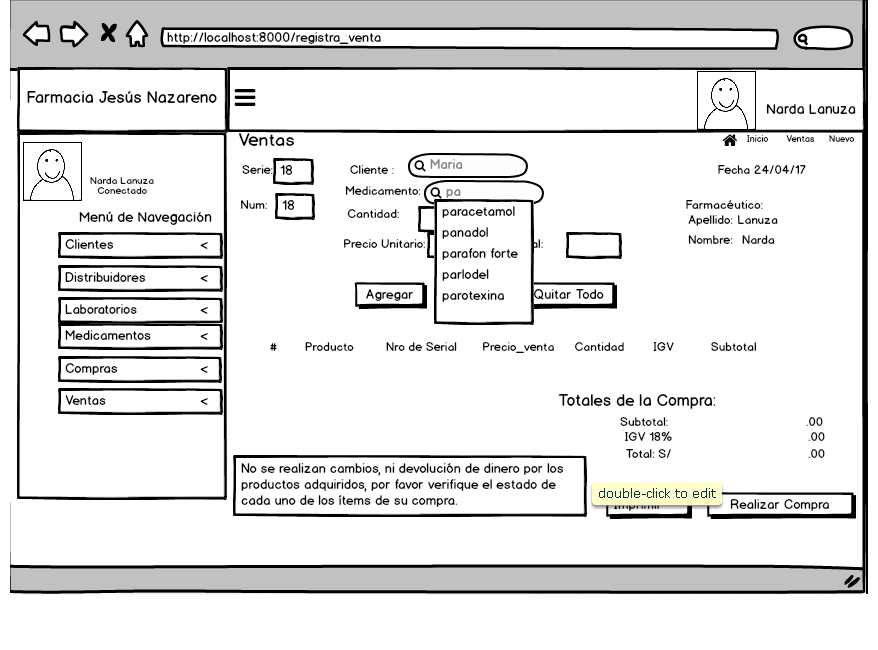 http://localhost:8000/registra_venta
Farmacia Jesús Nazareno
Narda Lanuza
Narda Lanuza
Conectado
Menú de Navegación
Clientes <
Distribuidores <
Laboratorios <
Medicamentos <
Compras <
Ventas <
Ventas
Inicio Ventas Nuevo
Serie: 18
Cliente : Maria
Fecha 24/04/17
Medicamento: pa
Num: 18
Cantidad:
Farmacéutico:
Apellido: Lanuza
Precio Unitario: al:
Nombre: Narda
paracetamol
panadol
parafon forte
parlodel
parotexina
Agregar
Quitar Todo
# Producto Nro de Serial Precio_venta Cantidad IGV Subtotal
Totales de la Compra:
Subtotal: .00
IGV 18% .00
Total: S/ .00
No se realizan cambios, ni devolución de dinero por los
productos adquiridos, por favor verifique el estado de
cada uno de los ítems de su compra.
double-click to edit
Imprimir
Realizar Compra